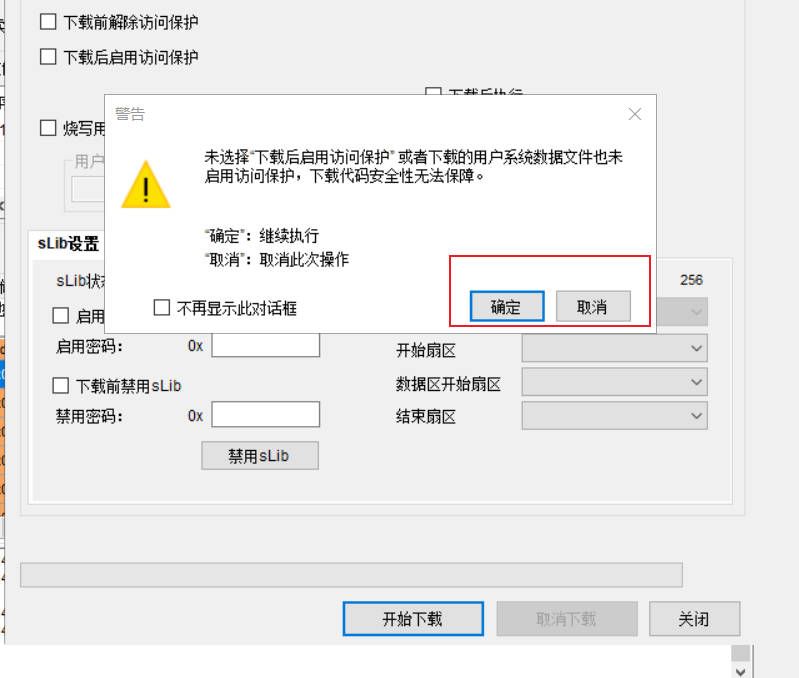 下载前解除访问保护
下载后启用访问保护
烧写用
用户
警告
未选择“下载后启用访问保护” 或者下载的用户系统数据文件也未
启用访问保护，下载代码安全性无法保障。
“确定”：继续执行
“取消”：取消此次操作
不再显示此对话框
确定
取消
sLib设置
sLib状
256
启用
启用密码：
0x
开始扇区
下载前禁用sLib
数据区开始扇区
禁用密码：
0x
结束扇区
禁用sLib
开始下载
取消下载
关闭